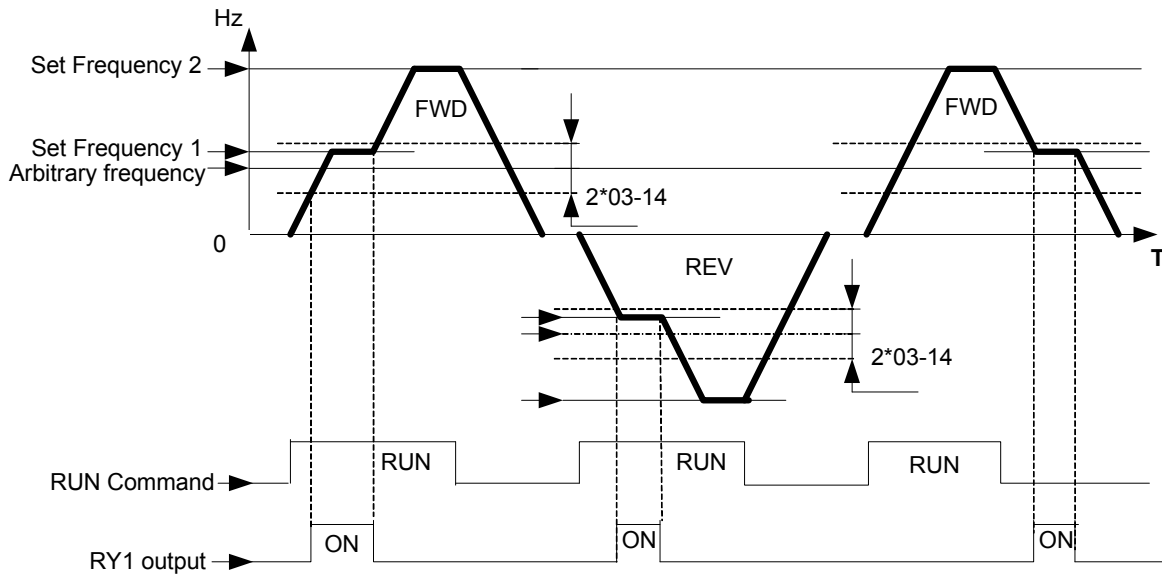 Hz
Set Frequency 2
FWD
FWD
Set Frequency 1
Arbitrary frequency
2*03-14
0
T
REV
2*03-14
RUN Command
RUN
RUN
RUN
RY1 output
ON
ON
ON